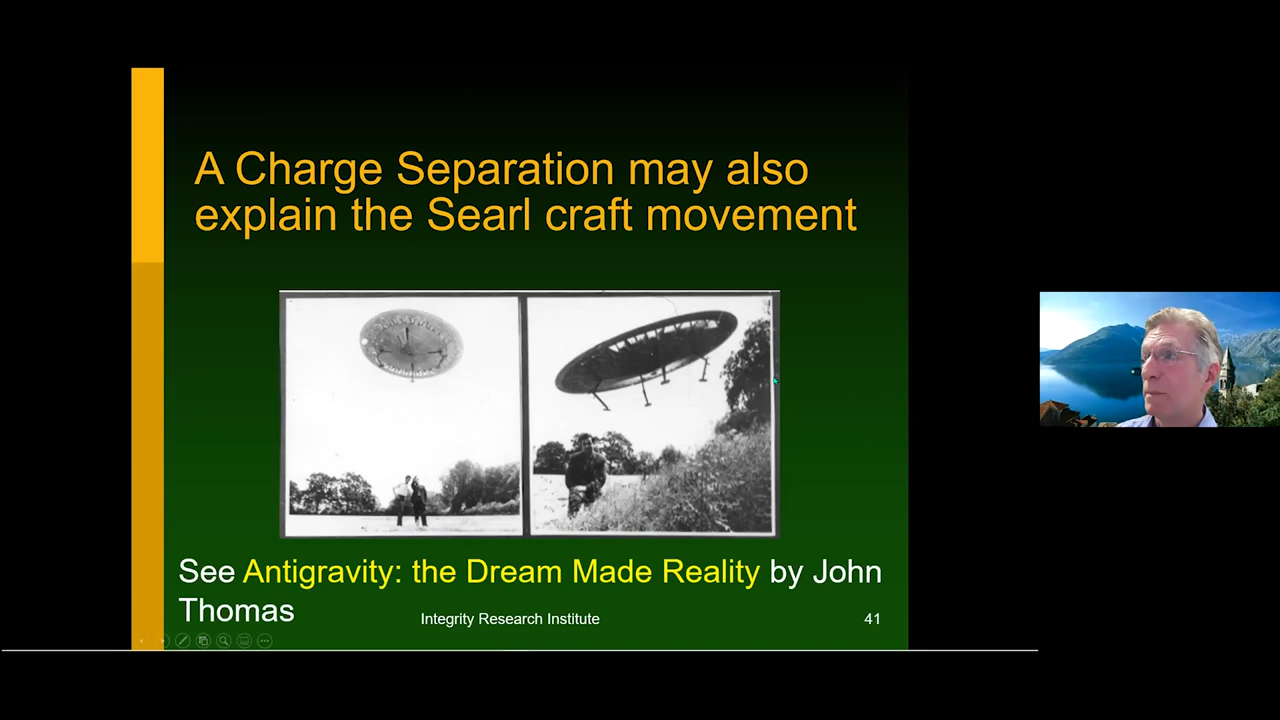 A Charge Separation may also
explain the Searl craft movement
See Antigravity: the Dream Made Reality by John
Thomas
Integrity Research Institute
41